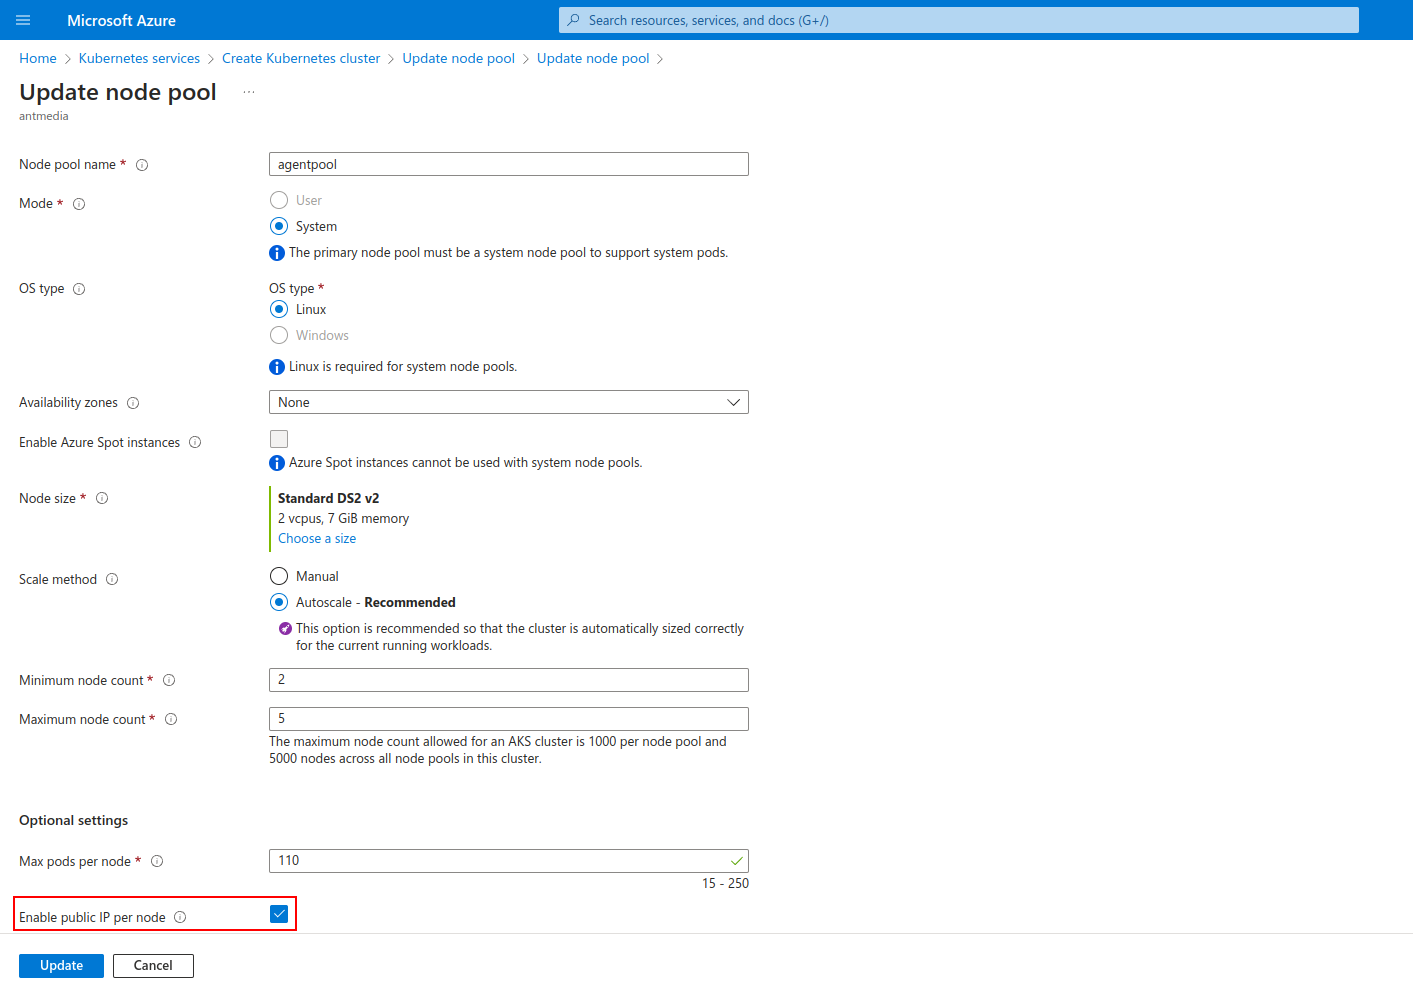 Microsoft Azure
Search resources, services, and docs (G+/)
Home > Kubernetes services > Create Kubernetes cluster > Update node pool > Update node pool >
Update node pool ...
antmedia
Node pool name *
agentpool
Mode *
User
System
The primary node pool must be a system node pool to support system pods.
OS type
OS type *
Linux
Windows
Linux is required for system node pools.
Availability zones
None
Enable Azure Spot instances
Azure Spot instances cannot be used with system node pools.
Node size *
Standard DS2 v2
2 vcpus, 7 GiB memory
Choose a size
Scale method
Manual
Autoscale - Recommended
This option is recommended so that the cluster is automatically sized correctly
for the current running workloads.
Minimum node count *
2
Maximum node count *
5
The maximum node count allowed for an AKS cluster is 1000 per node pool and
5000 nodes across all node pools in this cluster.
Optional settings
Max pods per node *
110
15 - 250
Enable public IP per node
Update
Cancel